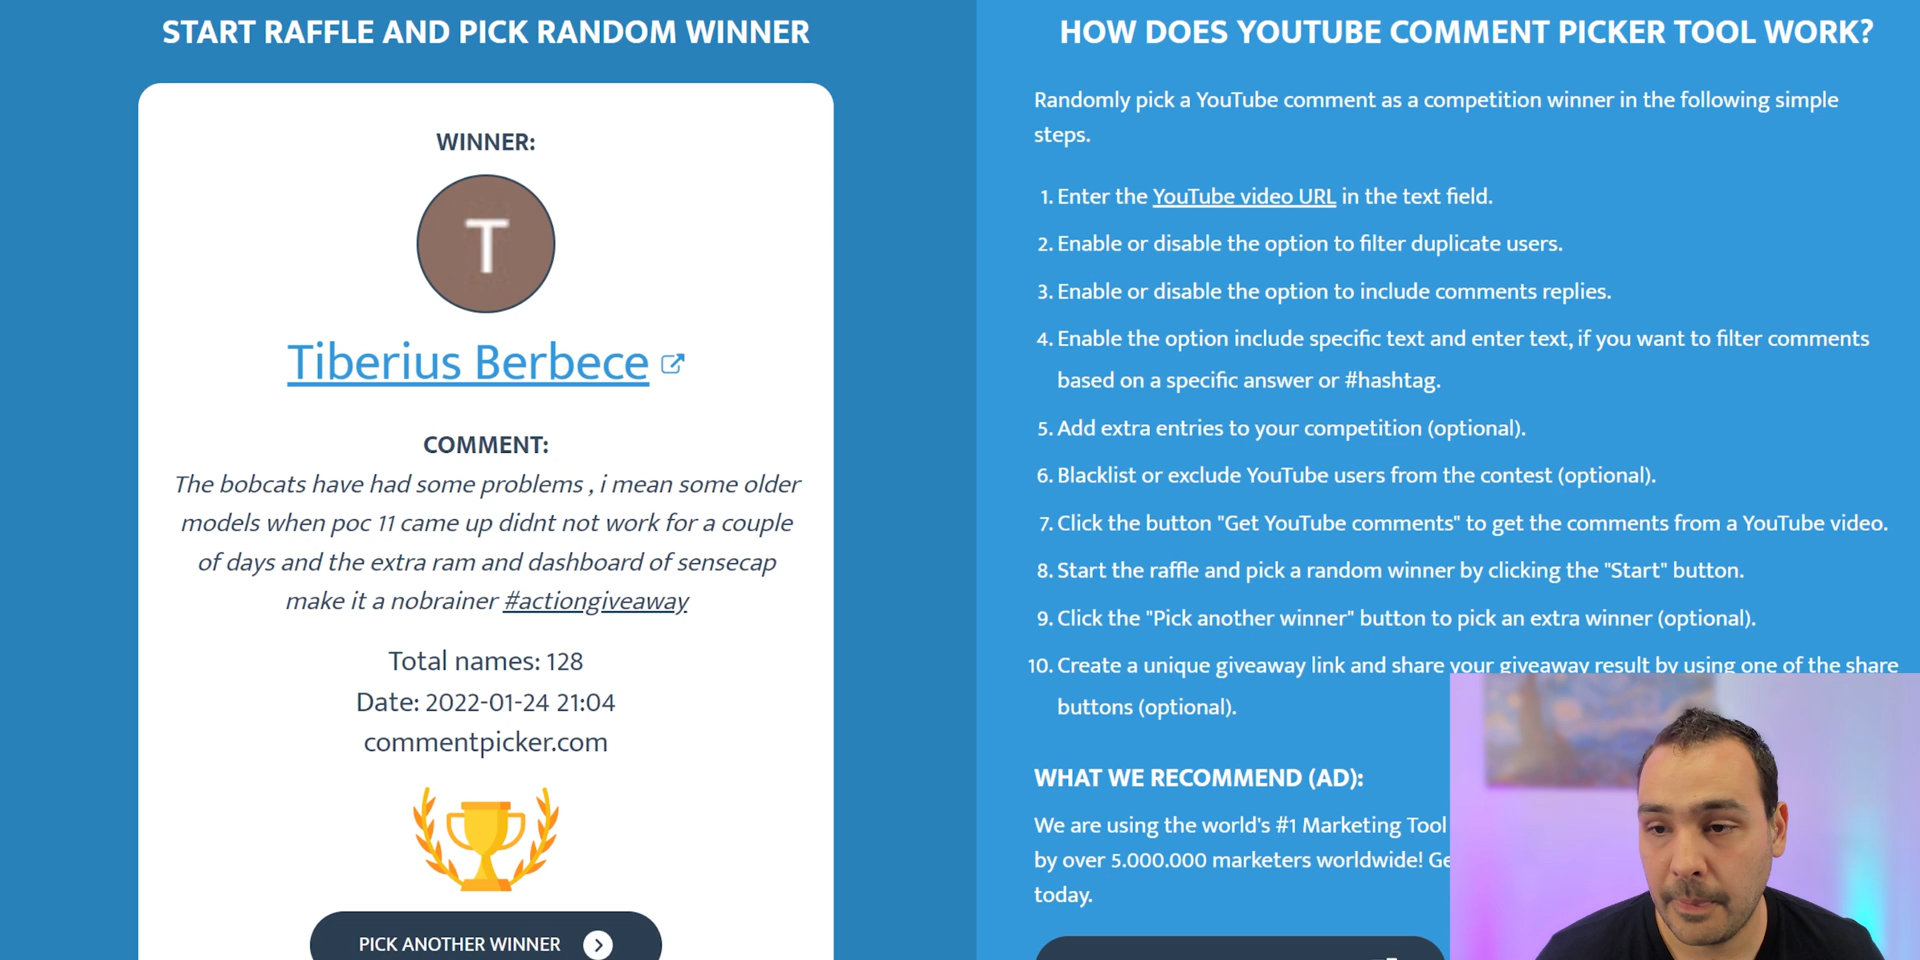 START RAFFLE AND PICK RANDOM WINNER
WINNER:
T
Tiberius Berbece
COMMENT:
The bobcats have had some problems , i mean some older
models when poc 11 came up didnt not work for a couple
of days and the extra ram and dashboard of sensecap
make it a nobrainer #actiongiveaway
Total names: 128
Date: 2022-01-24 21:04
commentpicker.com
PICK ANOTHER WINNER
HOW DOES YOUTUBE COMMENT PICKER TOOL WORK?
Randomly pick a YouTube comment as a competition winner in the following simple
steps.
1. Enter the YouTube video URL in the text field.
2. Enable or disable the option to filter duplicate users.
3. Enable or disable the option to include comments replies.
4. Enable the option include specific text and enter text, if you want to filter comments
based on a specific answer or #hashtag.
5. Add extra entries to your competition (optional).
6. Blacklist or exclude YouTube users from the contest (optional).
7. Click the button "Get YouTube comments" to get the comments from a YouTube video.
8. Start the raffle and pick a random winner by clicking the "Start" button.
9. Click the "Pick another winner" button to pick an extra winner (optional).
10. Create a unique giveaway link and share your giveaway result by using one of the share
buttons (optional).
WHAT WE RECOMMEND (AD):
We are using the world's #1 Marketing Tool
by over 5.000.000 marketers worldwide! Ge
today.